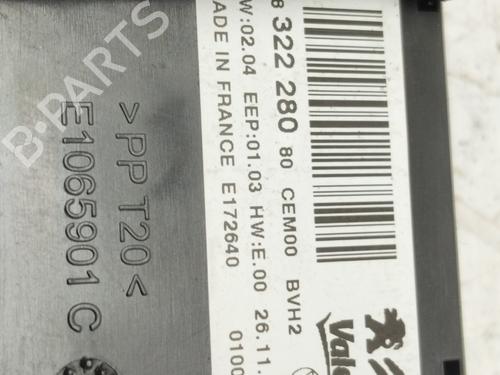 322 280 80 CEM00 BVH2
W:02.04 EEP:01.03 HW:E.00 26.11.
ADE IN FRANCE E172640
0100
Vale
>PP T20<
E1065901 C
B-PARTS